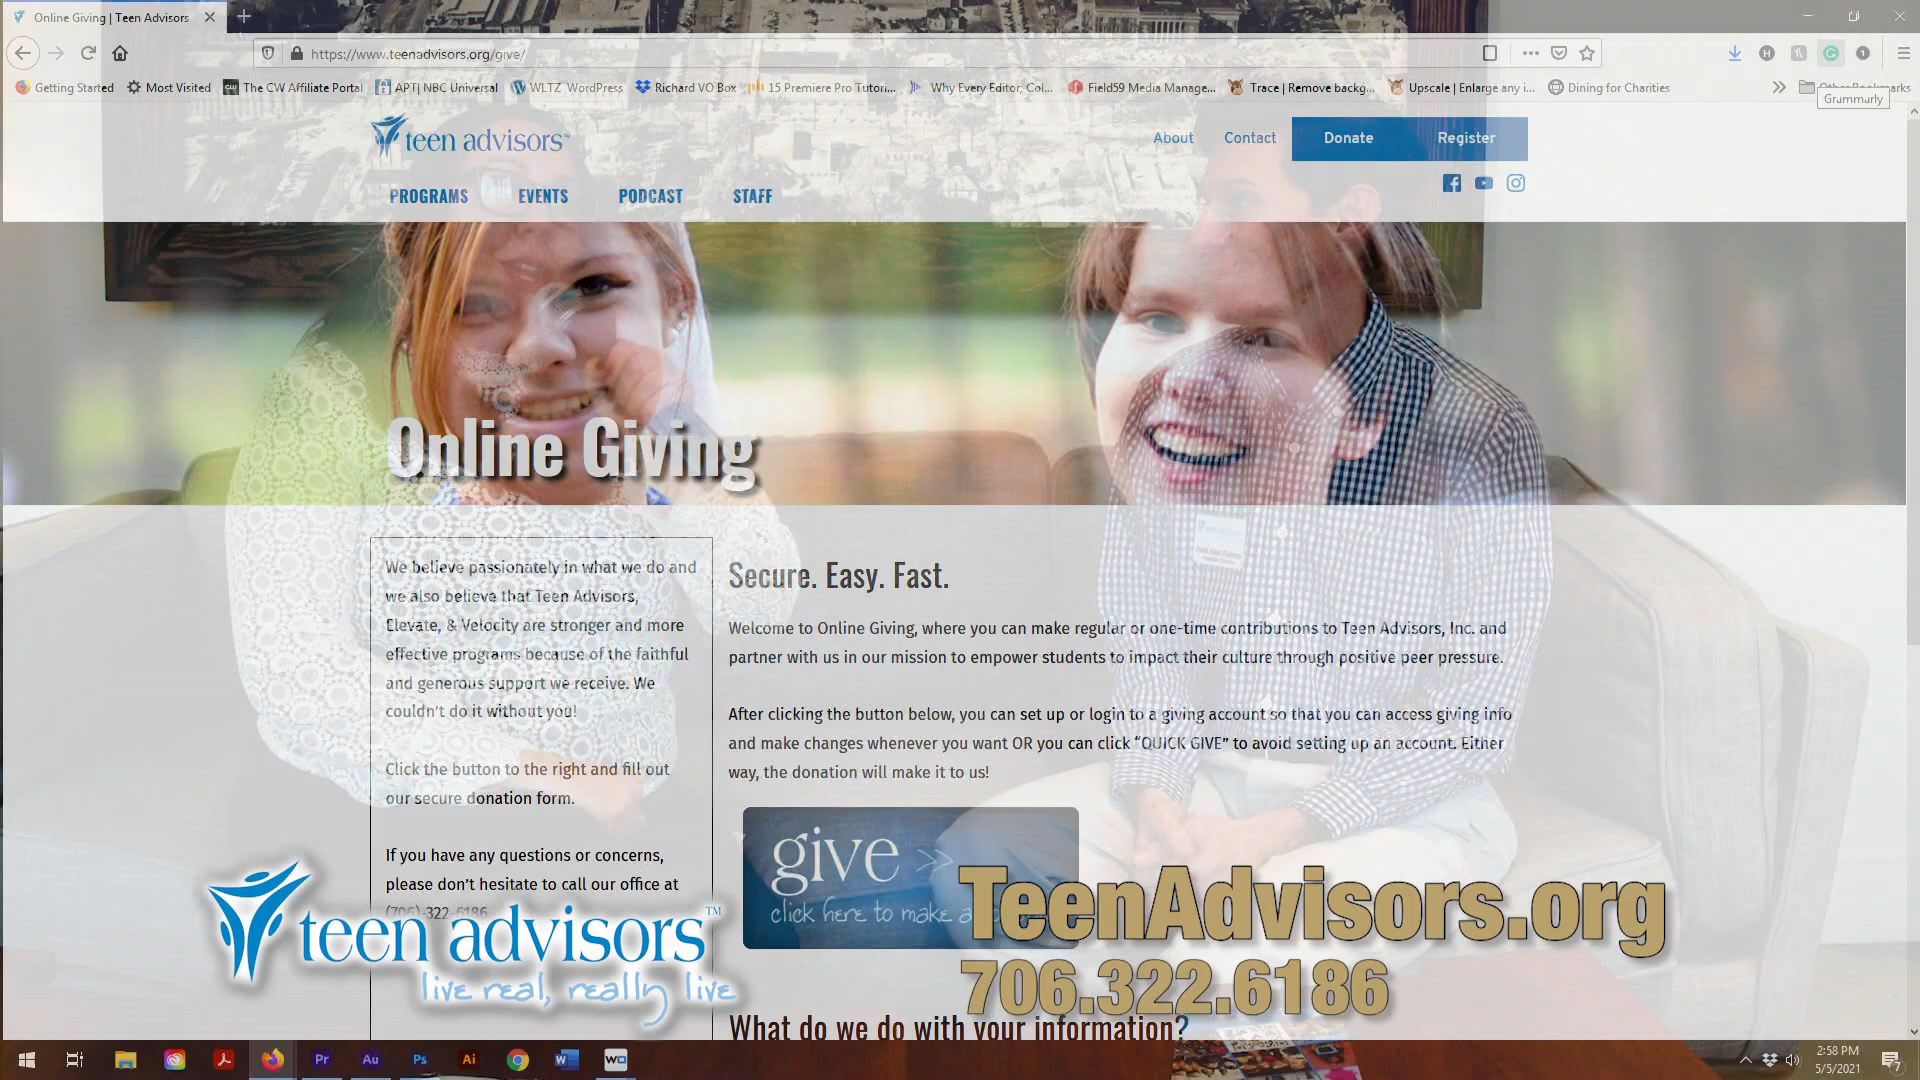 Online Giving | Teen Advisors
https://www.teenadvisors.org/give/
Getting Started
Most Visited
The CW Affiliate Portal
APT| NBC Universal
WLTZ WordPress
Richard VO Box
15 Premiere Pro Tutori...
Why Every Editor, Col...
Field59 Media Manage...
Trace | Remove backg...
Upscale | Enlarge any i...
Dining for Charities
Other Bookmarks
Grammarly
teen advisors™
About
Contact
Donate
Register
PROGRAMS
EVENTS
PODCAST
STAFF
Online Giving
We believe passionately in what we do and
we also believe that Teen Advisors,
Elevate, & Velocity are stronger and more
effective programs because of the faithful
and generous support we receive. We
couldn't do it without you!
Click the button to the right and fill out
our secure donation form.
If you have any questions or concerns,
please don't hesitate to call our office at
(706)-322-6186
Secure. Easy. Fast.
Welcome to Online Giving, where you can make regular or one-time contributions to Teen Advisors, Inc. and
partner with us in our mission to empower students to impact their culture through positive peer pressure.
After clicking the button below, you can set up or login to a giving account so that you can access giving info
and make changes whenever you want OR you can click “QUICK GIVE” to avoid setting up an account. Either
way, the donation will make it to us!
give >>
click here to make a
teen advisors™
live real, really live
TeenAdvisors.org
706.322.6186
What do we do with your information?
Pr
Au
Ps
Ai
2:58 PM
5/5/2021
7